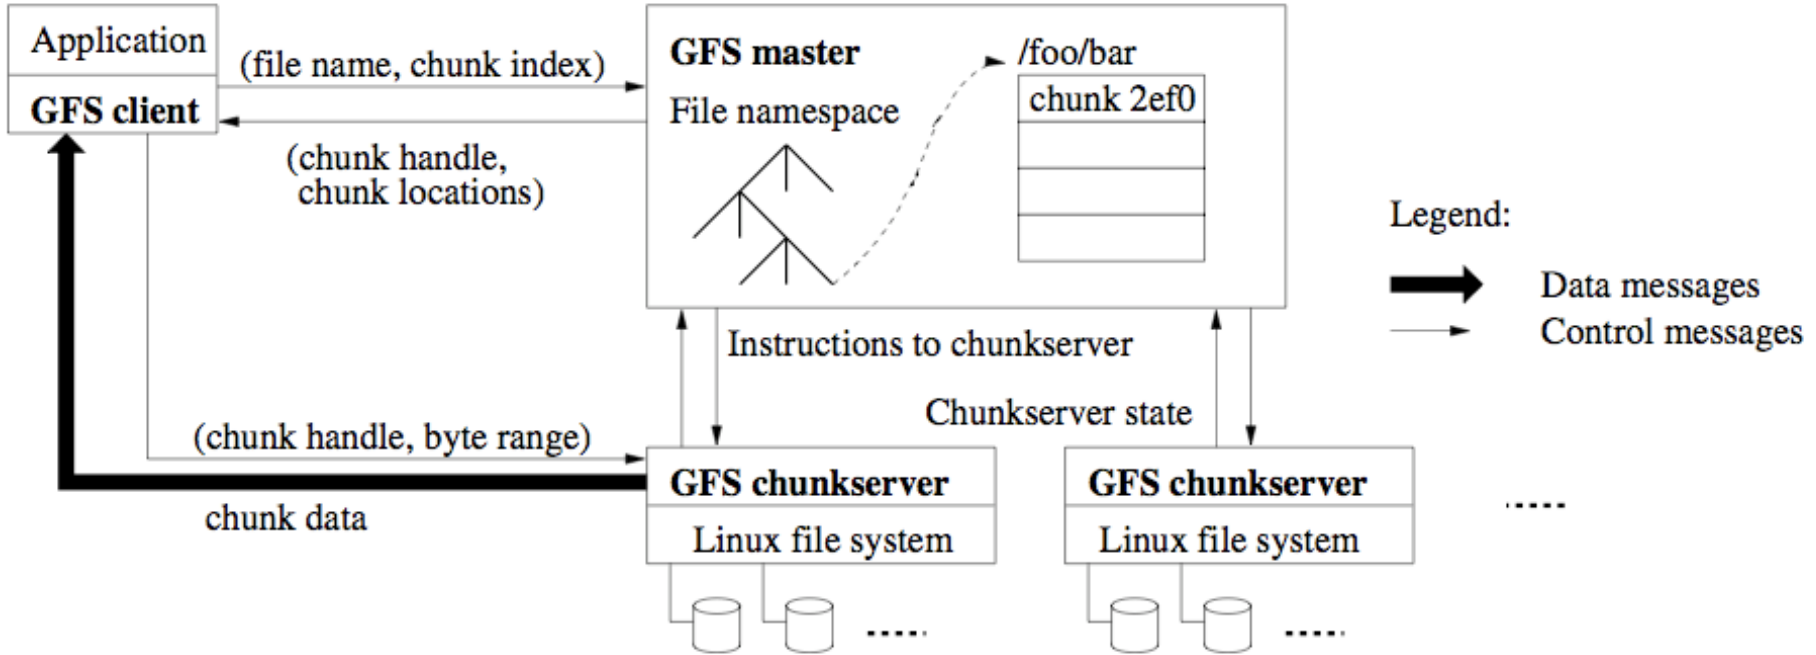 Application
GFS client
(file name, chunk index)
(chunk handle,
chunk locations)
GFS master
File namespace
/foo/bar
chunk 2ef0
Legend:
Data messages
Control messages
Instructions to chunkserver
Chunkserver state
(chunk handle, byte range)
chunk data
GFS chunkserver
Linux file system
GFS chunkserver
Linux file system